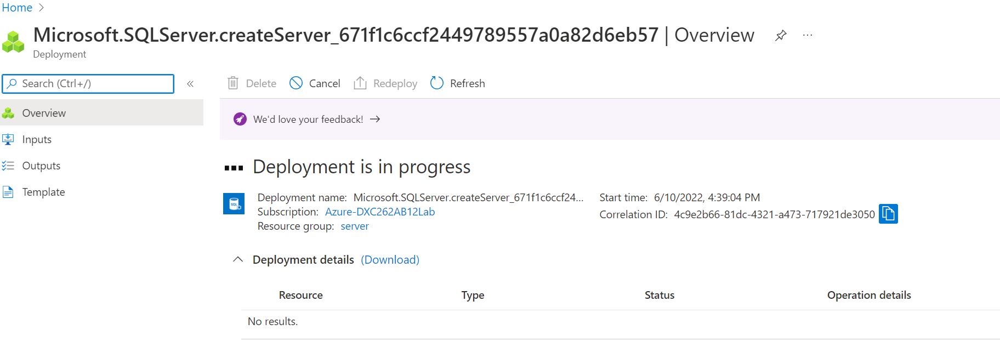 Home >
Microsoft.SQLServer.createServer_671f1c6ccf2449789557a0a82d6eb57 | Overview ...
Deployment
Search (Ctrl+/) «
Delete Cancel Redeploy Refresh
Overview
Inputs
Outputs
Template
We'd love your feedback! →
Deployment is in progress
Deployment name: Microsoft.SQLServer.createServer_671f1c6ccf24...
Subscription: Azure-DXC262AB12Lab
Resource group: server
Start time: 6/10/2022, 4:39:04 PM
Correlation ID: 4c9e2b66-81dc-4321-a473-717921de3050
Deployment details (Download)
Resource Type Status Operation details
No results.